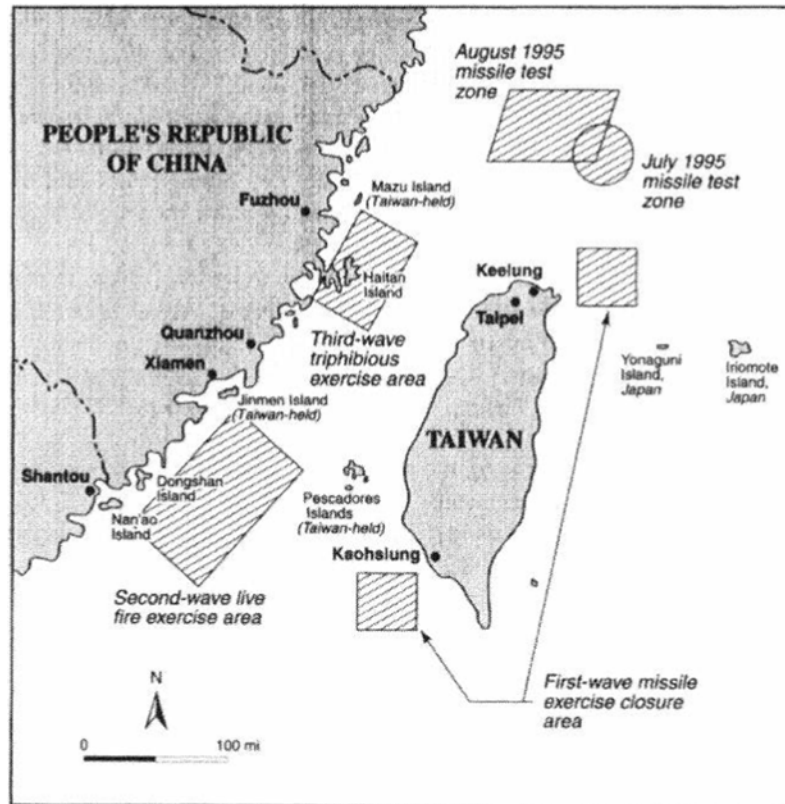 August 1995
missile test
zone
PEOPLE'S REPUBLIC
OF CHINA
July 1995
missile test
zone
Mazu Island
(Taiwan-held)
Fuzhou
Keelung
Haitan
Island
Taipei
Quanzhou
Third-wave
triphibious
exercise area
Xiamen
Yonaguni
Island,
Japan
Iriomote
Island,
Japan
Jinmen Island
(Taiwan-held)
TAIWAN
Shantou
Dongshan
Island
Pescadores
Islands
(Taiwan-held)
Nan'ao
Island
Kaohsiung
Second-wave live
fire exercise area
First-wave missile
exercise closure
area
N
0
100 mi